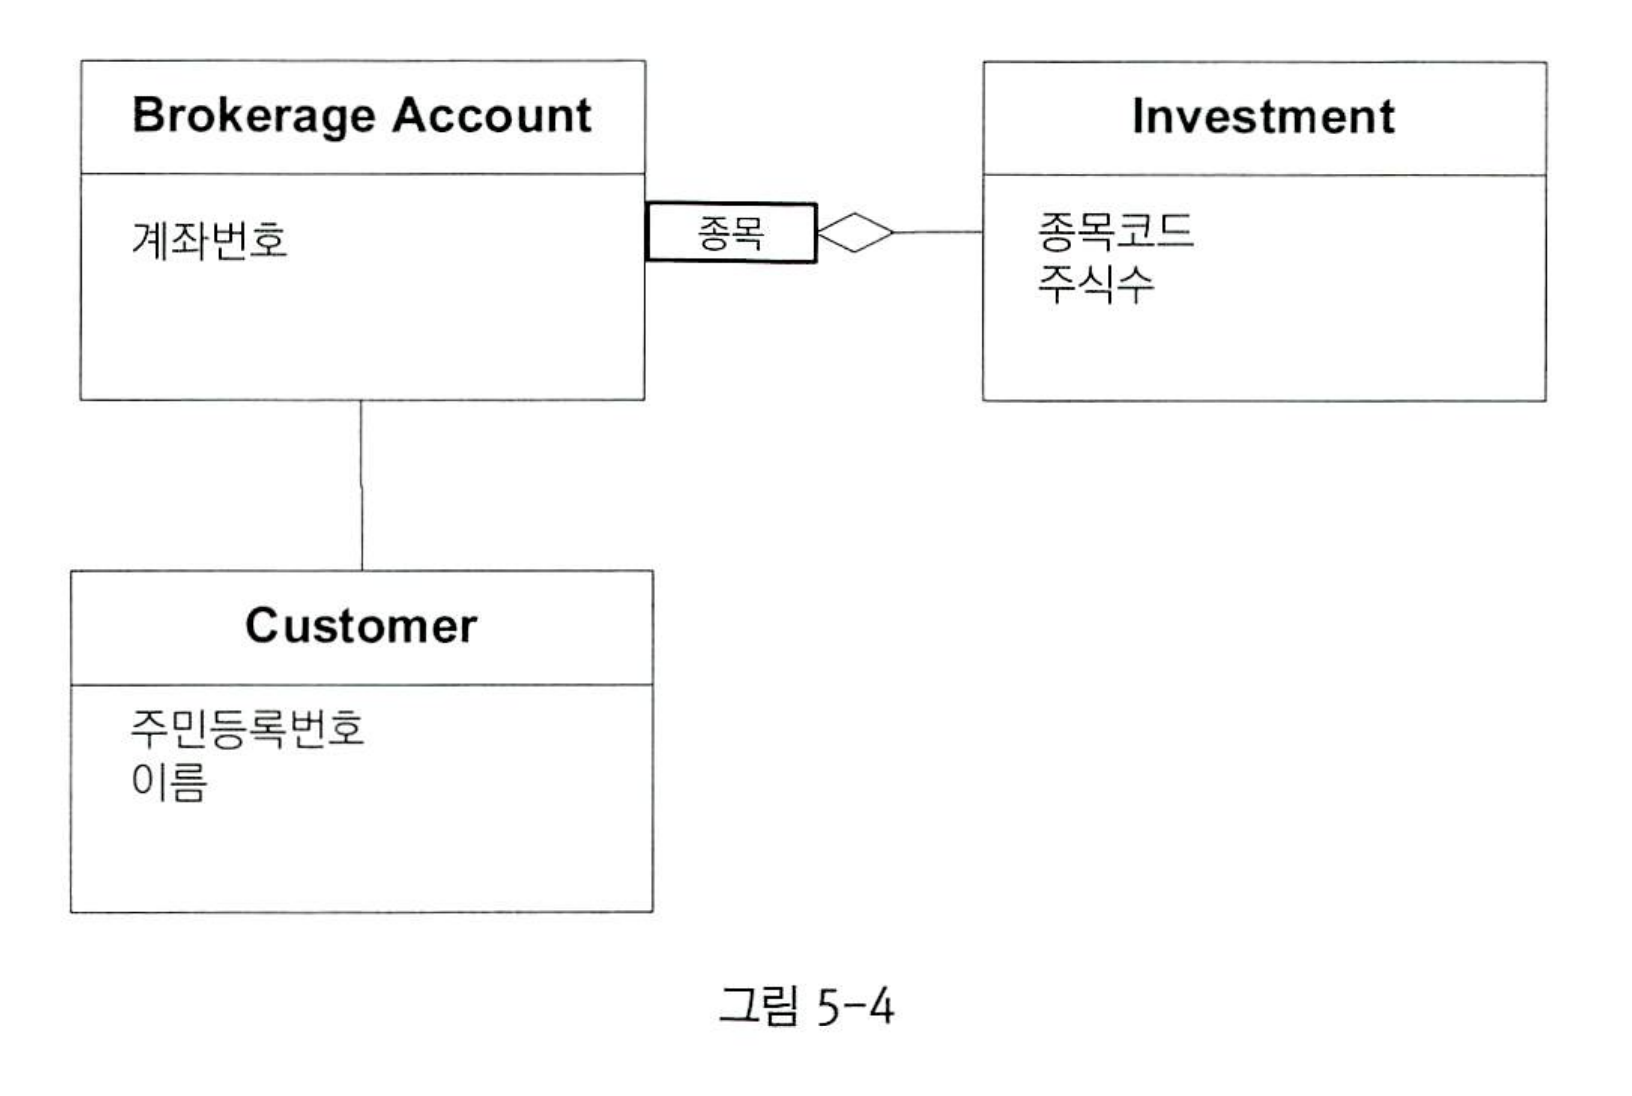 Brokerage Account
계좌번호
종목
Investment
종목코드
주식수
Customer
주민등록번호
이름
그림 5-4